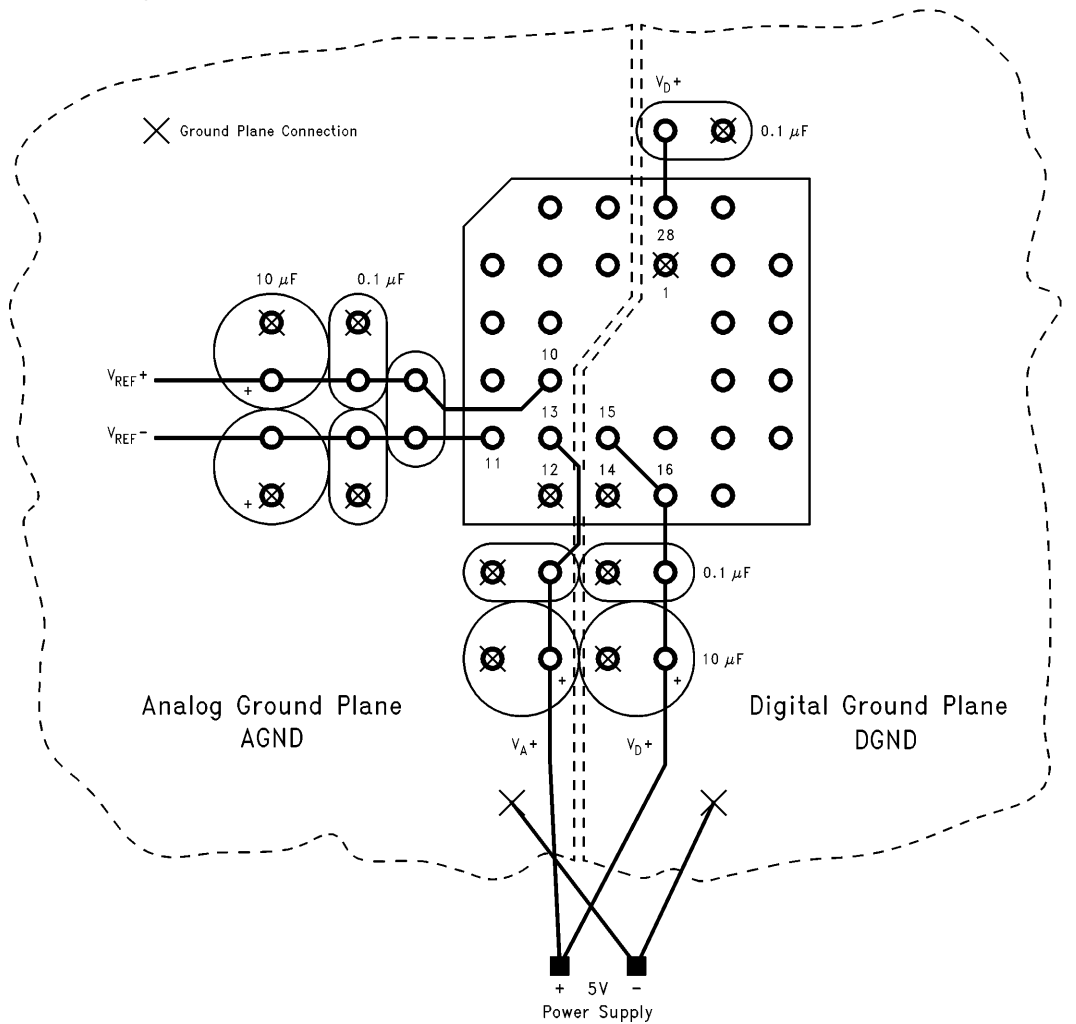 V_D+
0.1 µF
Ground Plane Connection
28
1
10 µF
0.1 µF
10
V_REF+
+
13
15
V_REF-
11
12
14
16
+
0.1 µF
10 µF
+
+
Analog Ground Plane
AGND
Digital Ground Plane
DGND
V_A+
V_D+
+ 5V -
Power Supply